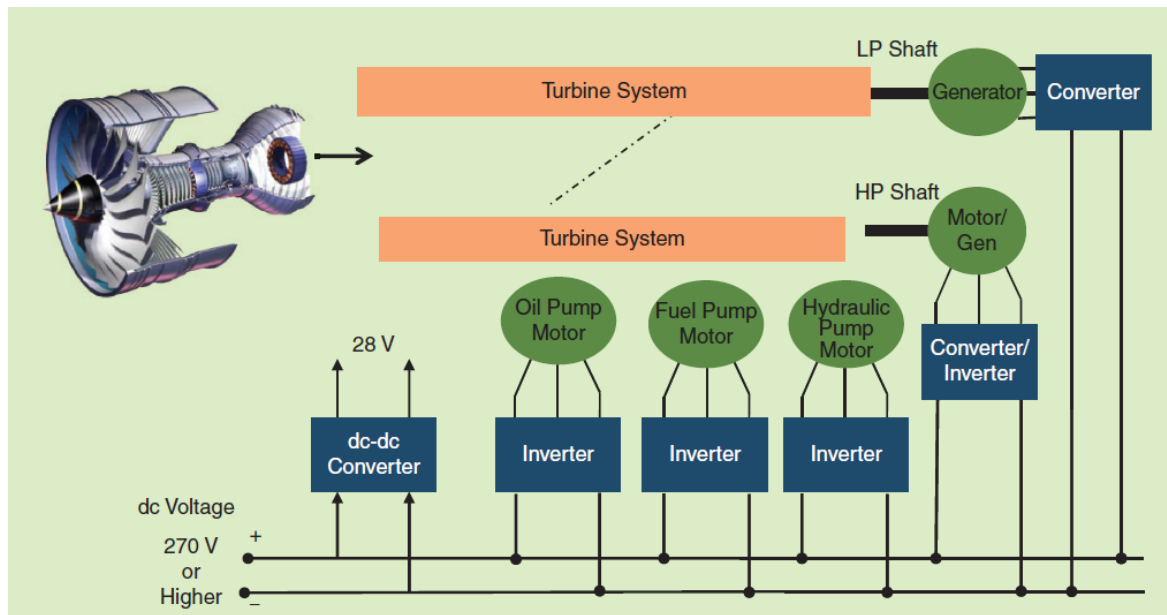 LP Shaft
Turbine System
Generator
Converter
HP Shaft
Turbine System
Motor/
Gen
Oil Pump
Motor
Fuel Pump
Motor
Hydraulic
Pump
Motor
28 V
Converter/
Inverter
dc-dc
Converter
Inverter
Inverter
Inverter
dc Voltage
+
270 V
or
Higher
–